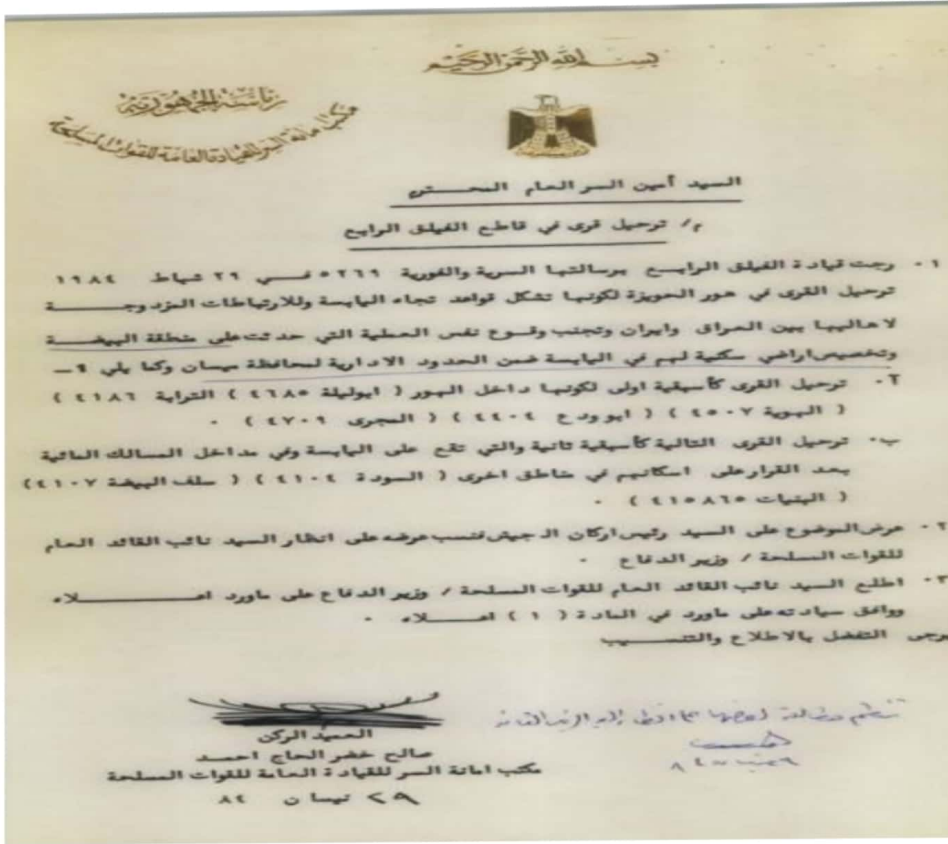 بسم الله الرحمن الرحيم
رئاسة الجمهورية
مكتب امانة السر للقيادة العامة للقوات المسلحة
السيد أمين السر العام المحترم
م/ ترحيل قرى في قاطع الفيلق الرابع
١ - رجت قيادة الفيلق الرابع برسالتها السرية والفورية ٥٢٦٩ في ٢٩ شباط ١٩٨٤
ترحيل القرى في هور الحويزة لكونها تشكل قواعد تجاه اليابسة وللارتباطات المزدوجة
لاهاليها بين العراق وايران وتجنب وقوع نفس العملية التي حدثت على منطقة البيضة
وتخصيص اراضي سكنية لهم في اليابسة ضمن الحدود الادارية لمحافظة ميسان وكما يلي :-
آ- ترحيل القرى كأسبقية اولى لكونها داخل الهور ( ابوليلة ٤٦٨٥ ) الترابة ٤١٨٦ )
( البوية ٤٥٠٧ ) ( ابو ودع ٤٤٠٤ ) ( المجرى ٤٧٠٩ ) .
ب- ترحيل القرى التالية كأسبقية ثانية والتي تقع على اليابسة وفي مداخل المسالك المائية
بعد القرار على اسكانهم في مناطق اخرى ( السودة ٤١٠٤ ) ( سلف البيضة ٤١٠٧ )
( البنيات ٤١٥٨٦٥ ) .
٢ - عرض الموضوع على السيد رئيس اركان الجيش فنسب عرضه على انظار السيد نائب القائد العام
للقوات المسلحة / وزير الدفاع .
٣- اطلع السيد نائب القائد العام للقوات المسلحة / وزير الدفاع على ماورد اعلاه
ووافق سيادته على ماورد في المادة ( ١ ) اعلاه .
يرجى التفضل بالاطلاع والتنسيب
العميد الركن
صالح خضر الحاج احمد
مكتب امانة السر للقيادة العامة للقوات المسلحة
٢٩ نيسان ٨٤